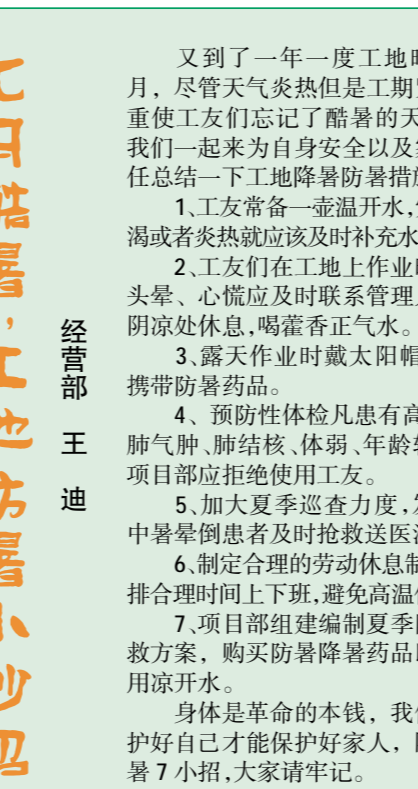 七月酷暑，工地防暑小妙招
经营部 王 迪
又到了一年一度工地
月，尽管天气炎热但是工期
重使工友们忘记了酷暑的天
我们一起来为自身安全以及
任总结一下工地降暑防暑措
1、工友常备一壶温开水，
渴或者炎热就应该及时补充水
2、工友们在工地上作业
头晕、心慌应及时联系管理
阴凉处休息，喝藿香正气水。
3、露天作业时戴太阳帽
携带防暑药品。
4、预防性体检凡患有高
肺气肿、肺结核、体弱、年龄
项目部应拒绝使用工友。
5、加大夏季巡查力度，
中暑晕倒患者及时抢救送医
6、制定合理的劳动休息制
排合理时间上下班，避免高温
7、项目部组建编制夏季
救方案，购买防暑降暑药品
用凉开水。
身体是革命的本钱，我
护好自己才能保护好家人，
暑 7 小招，大家请牢记。